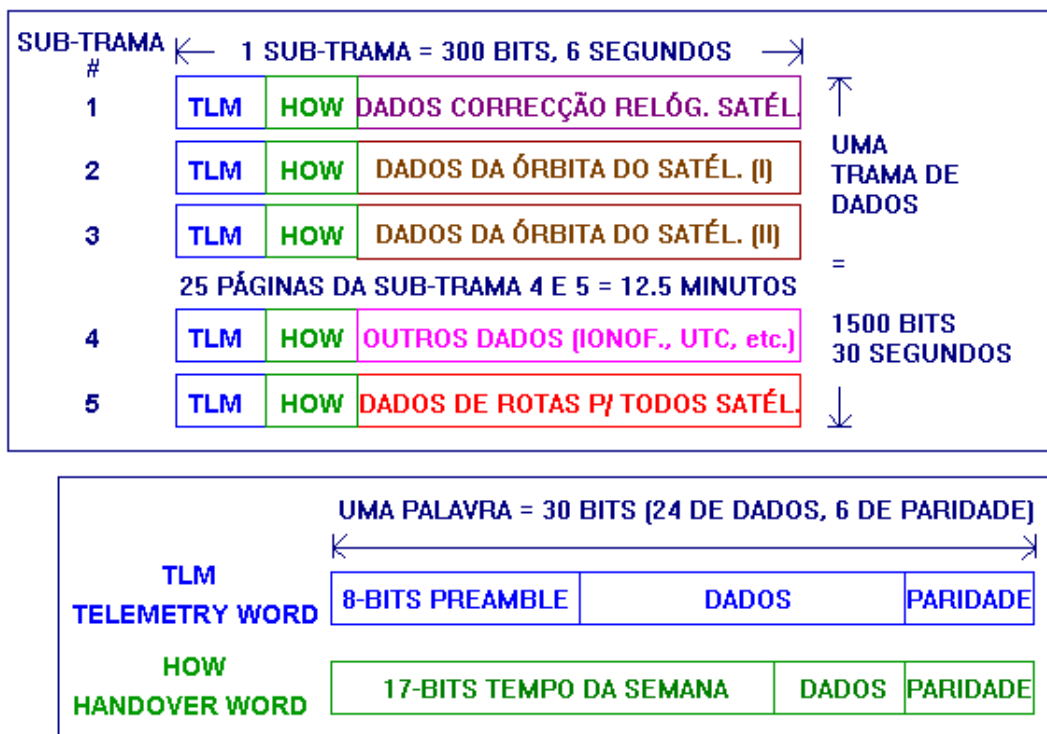 SUB-TRAMA
#
1 SUB-TRAMA = 300 BITS, 6 SEGUNDOS
1 TLM HOW DADOS CORRECÇÃO RELÓG. SATÉL.
2 TLM HOW DADOS DA ÓRBITA DO SATÉL. (I)
3 TLM HOW DADOS DA ÓRBITA DO SATÉL. (II)
25 PÁGINAS DA SUB-TRAMA 4 E 5 = 12.5 MINUTOS
4 TLM HOW OUTROS DADOS (IONOF., UTC, etc.)
5 TLM HOW DADOS DE ROTAS P/ TODOS SATÉL.
UMA
TRAMA DE
DADOS
=
1500 BITS
30 SEGUNDOS
UMA PALAVRA = 30 BITS (24 DE DADOS, 6 DE PARIDADE)
TLM
TELEMETRY WORD
8-BITS PREAMBLE DADOS PARIDADE
HOW
HANDOVER WORD
17-BITS TEMPO DA SEMANA DADOS PARIDADE